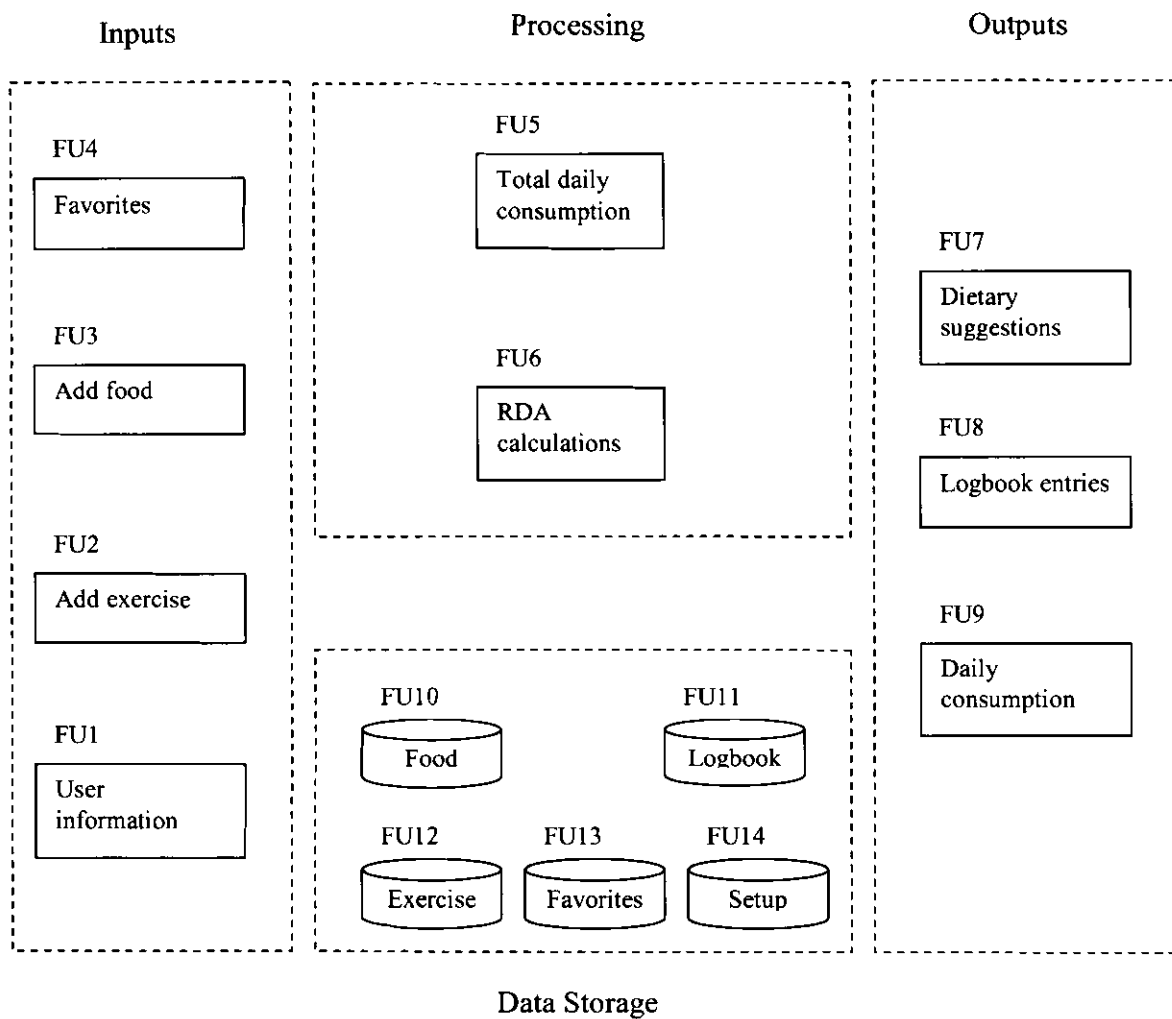 Inputs
Processing
Outputs
FU4
Favorites
FU3
Add food
FU2
Add exercise
FU1
User
information
FU5
Total daily
consumption
FU6
RDA
calculations
FU7
Dietary
suggestions
FU8
Logbook entries
FU9
Daily
consumption
FU10
Food
FU11
Logbook
FU12
Exercise
FU13
Favorites
FU14
Setup
Data Storage